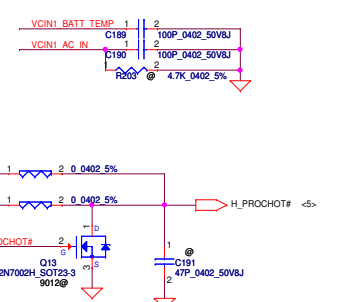 VCIN1_BATT_TEMP 1 2
C189 100P_0402_50V8J
VCIN1_AC_IN 1 2
C190 100P_0402_50V8J
1 2
R203 @ 4.7K_0402_5%
1 2 0_0402_5%
1 2 0_0402_5%
H_PROCHOT# <5>
1 D
OCHOT# 2
G
Q13 3 S
2N7002H_SOT23-3
9012@
1 @
C191
47P_0402_50V8J
2